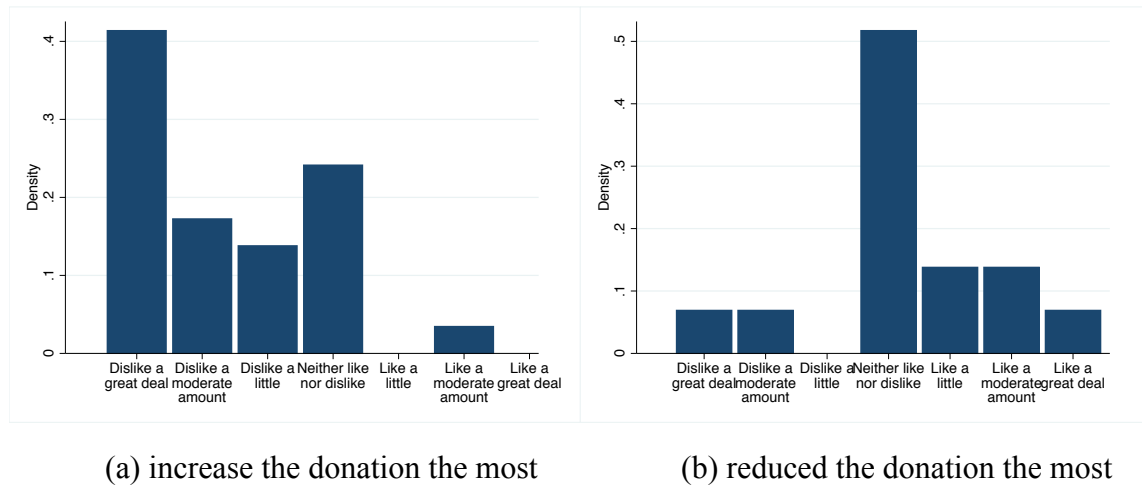 Density
.4
.3
.2
.1
0
Dislike a great deal
Dislike a moderate amount
Dislike a little
Neither like nor dislike
Like a little
Like a moderate amount
Like a great deal
(a) increase the donation the most
Density
.5
.4
.3
.2
.1
0
Dislike a great deal
Dislike a moderate amount
Dislike a little
Neither like nor dislike
Like a little
Like a moderate amount
Like a great deal
(b) reduced the donation the most